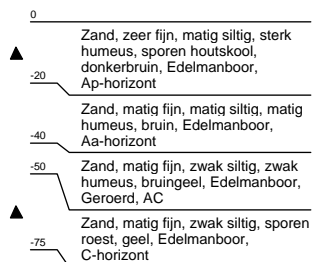 0
Zand, zeer fijn, matig siltig, sterk
humeus, sporen houtskool,
donkerbruin, Edelmanboor,
Ap-horizont
-20
Zand, matig fijn, matig siltig, matig
humeus, bruin, Edelmanboor,
Aa-horizont
-40
Zand, matig fijn, zwak siltig, zwak
humeus, bruingeel, Edelmanboor,
Geroerd, AC
-50
Zand, matig fijn, zwak siltig, sporen
roest, geel, Edelmanboor,
C-horizont
-75